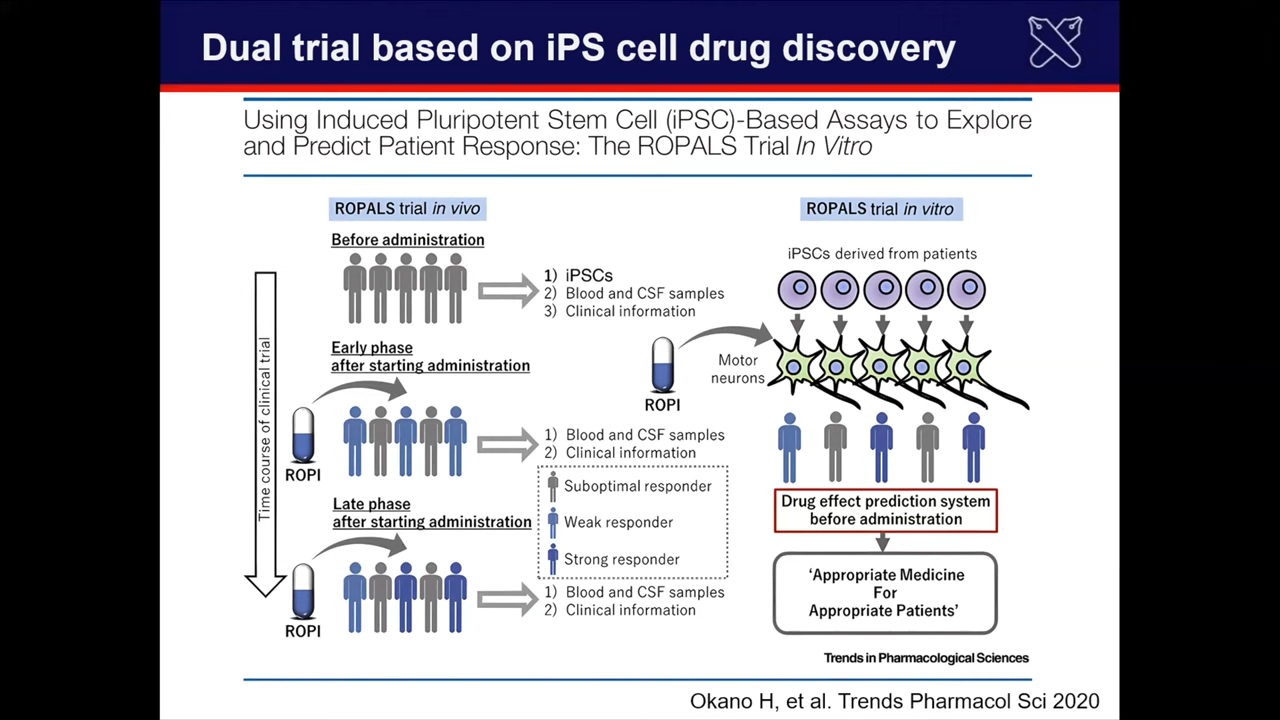 Dual trial based on iPS cell drug discovery
Using Induced Pluripotent Stem Cell (iPSC)-Based Assays to Explore
and Predict Patient Response: The ROPALS Trial In Vitro
ROPALS trial in vivo
Before administration
1) iPSCs
2) Blood and CSF samples
3) Clinical information
Time course of clinical trial
Early phase
after starting administration
ROPI
1) Blood and CSF samples
2) Clinical information
Suboptimal responder
Weak responder
Strong responder
Late phase
after starting administration
ROPI
1) Blood and CSF samples
2) Clinical information
ROPALS trial in vitro
iPSCs derived from patients
Motor
neurons
ROPI
Drug effect prediction system
before administration
‘Appropriate Medicine
For
Appropriate Patients’
Trends in Pharmacological Sciences
Okano H, et al. Trends Pharmacol Sci 2020